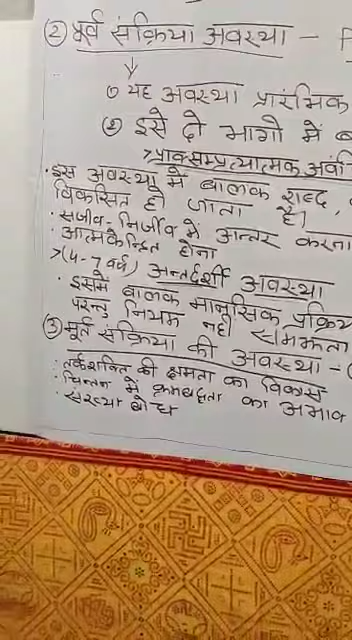 ② पूर्व संक्रिया अवस्था – P
① यह अवस्था प्रारंमिक
② इसे दो भागो में
> प्राकसम्प्रत्यात्मक अव
· इस अवस्था में बालक शब्द,
विकसित हो जाता है।
· सजीव-निर्जीव में अन्तर करना
· आत्मकेन्द्रित होना
> (4-7 वर्ष) अन्तर्दर्शी अवस्था
· इसमें बालक मानुसिक प्रक्रिय
परन्तु नियम नही समझता
③ मूर्त संक्रिया की अवस्था – (
· तर्कशक्ति की क्षमता का विकास
· चिन्तन में क्रमबद्धता का अभाव
· संख्या बोध